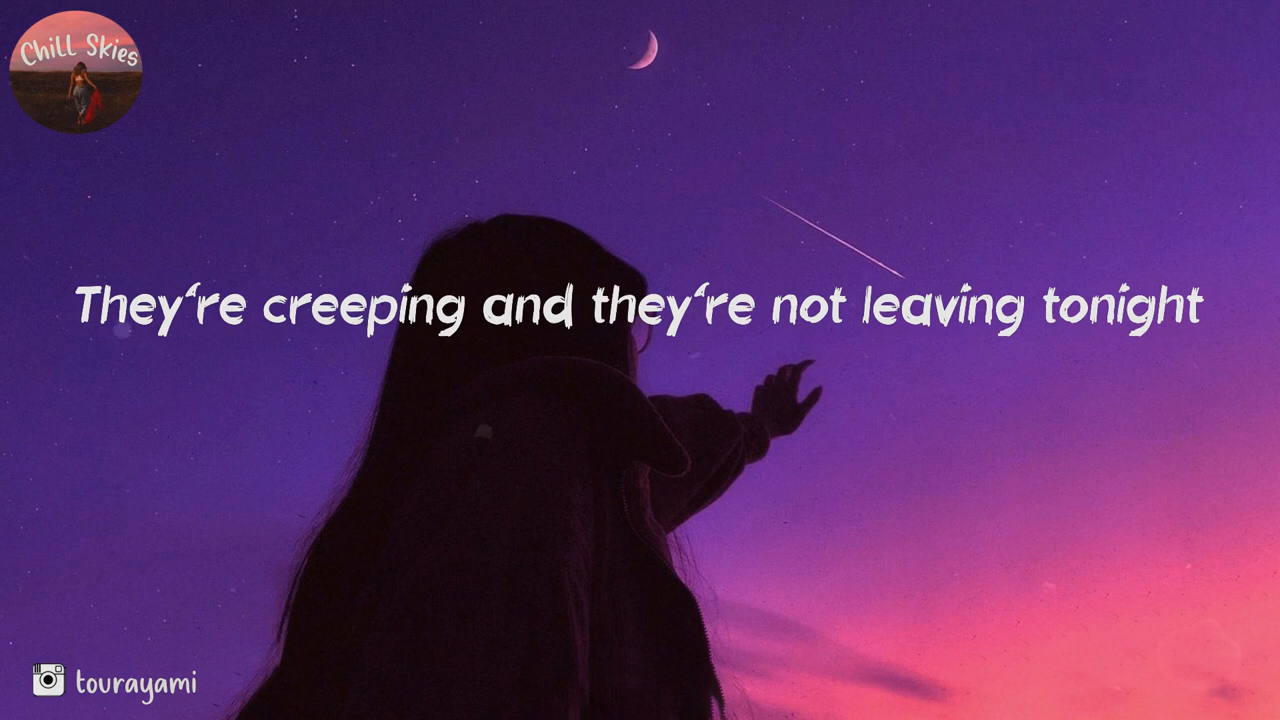 Chill Skies
They‘re creeping and they‘re not leaving tonight
tourayami